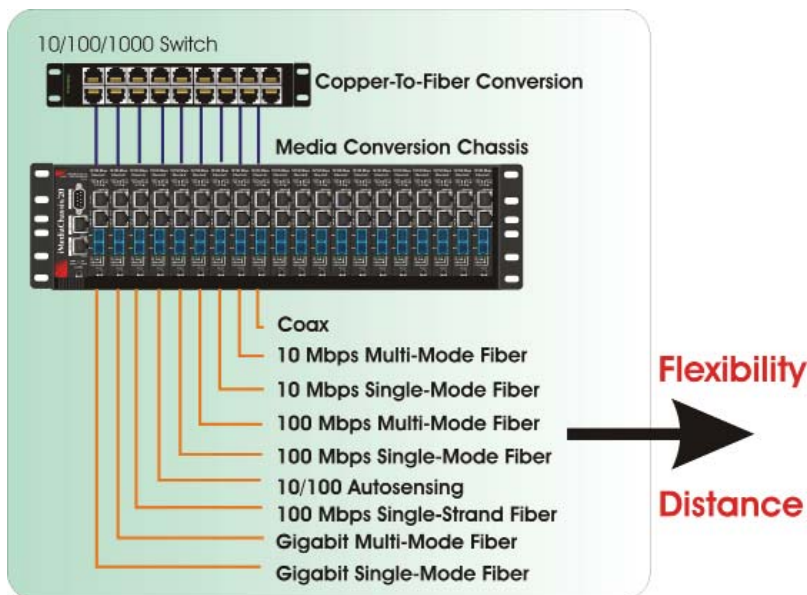 10/100/1000 Switch
Copper-To-Fiber Conversion
Media Conversion Chassis
iMediaChassis/20
Coax
10 Mbps Multi-Mode Fiber
10 Mbps Single-Mode Fiber
100 Mbps Multi-Mode Fiber
100 Mbps Single-Mode Fiber
10/100 Autosensing
100 Mbps Single-Strand Fiber
Gigabit Multi-Mode Fiber
Gigabit Single-Mode Fiber
Flexibility
Distance